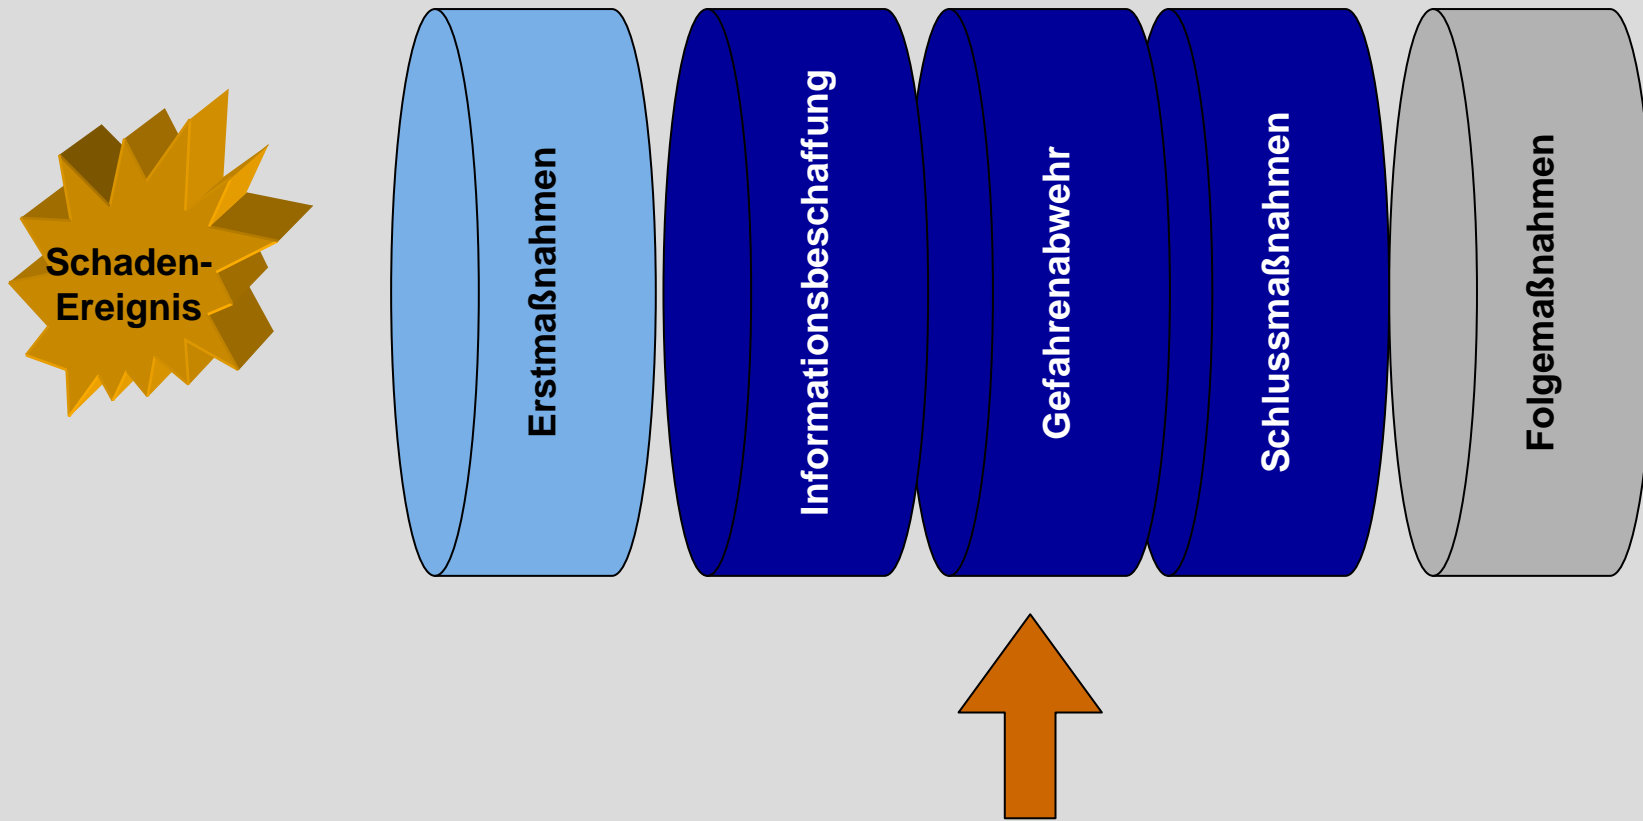 Schaden-
Ereignis
Erstmaßnahmen
Informationsbeschaffung
Gefahrenabwehr
Schlussmaßnahmen
Folgemaßnahmen